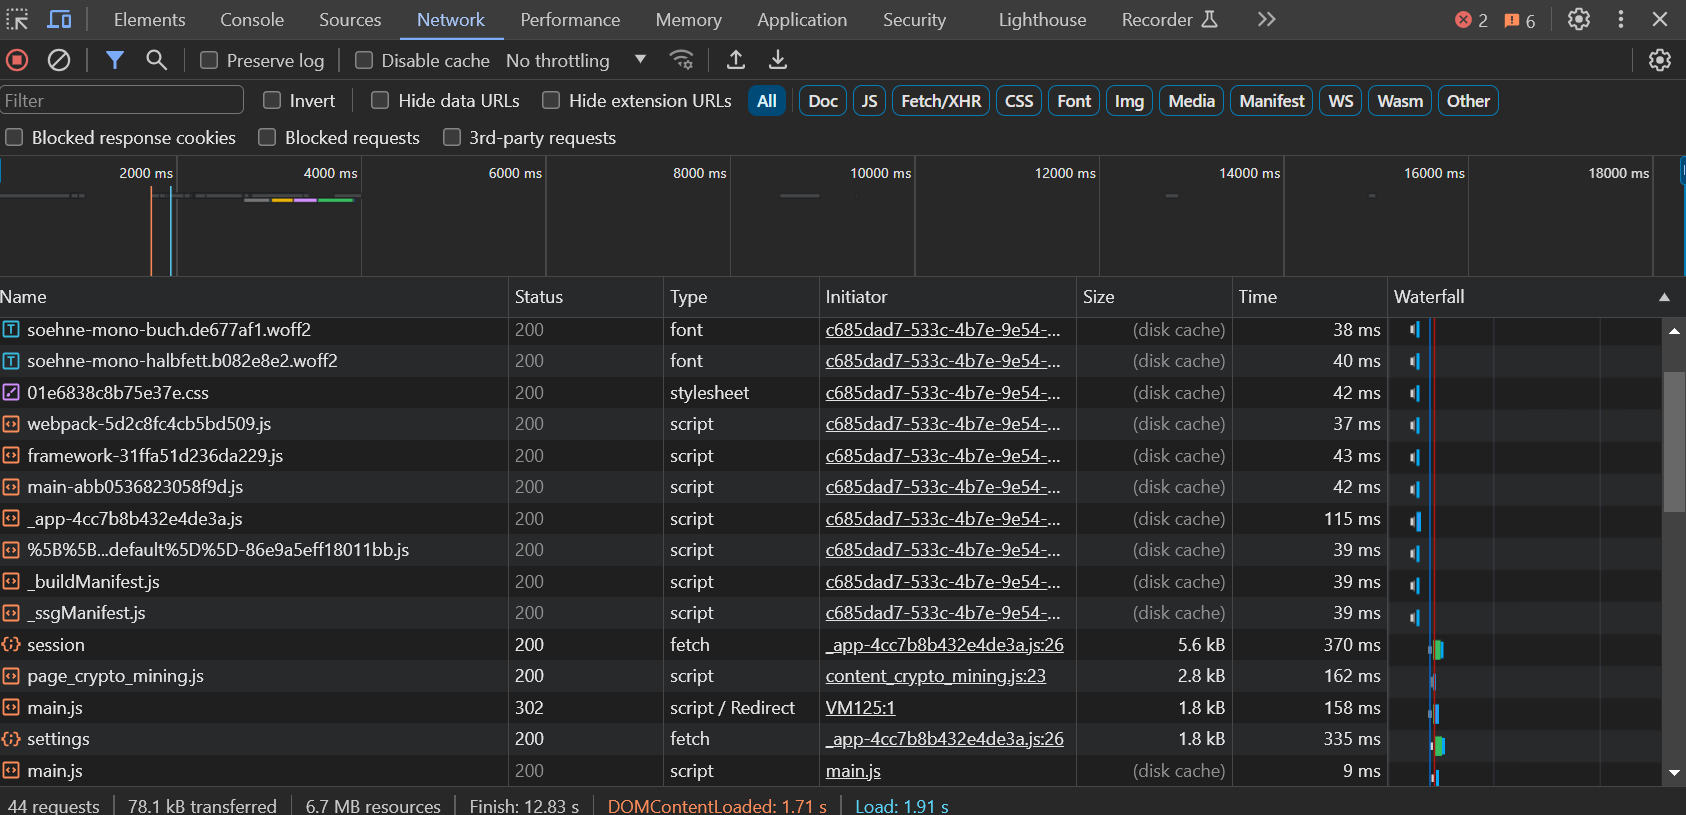 Elements Console Sources Network Performance Memory Application Security Lighthouse Recorder 2 6
Preserve log Disable cache No throttling
Filter Invert Hide data URLs Hide extension URLs All Doc JS Fetch/XHR CSS Font Img Media Manifest WS Wasm Other
Blocked response cookies Blocked requests 3rd-party requests
2000 ms 4000 ms 6000 ms 8000 ms 10000 ms 12000 ms 14000 ms 16000 ms 18000 ms
Name Status Type Initiator Size Time Waterfall
soehne-mono-buch.de677af1.woff2 200 font c685dad7-533c-4b7e-9e54-... (disk cache) 38 ms
soehne-mono-halbfett.b082e8e2.woff2 200 font c685dad7-533c-4b7e-9e54-... (disk cache) 40 ms
01e6838c8b75e37e.css 200 stylesheet c685dad7-533c-4b7e-9e54-... (disk cache) 42 ms
webpack-5d2c8fc4cb5bd509.js 200 script c685dad7-533c-4b7e-9e54-... (disk cache) 37 ms
framework-31ffa51d236da229.js 200 script c685dad7-533c-4b7e-9e54-... (disk cache) 43 ms
main-abb0536823058f9d.js 200 script c685dad7-533c-4b7e-9e54-... (disk cache) 42 ms
_app-4cc7b8b432e4de3a.js 200 script c685dad7-533c-4b7e-9e54-... (disk cache) 115 ms
%5B%5B...default%5D%5D-86e9a5eff18011bb.js 200 script c685dad7-533c-4b7e-9e54-... (disk cache) 39 ms
_buildManifest.js 200 script c685dad7-533c-4b7e-9e54-... (disk cache) 39 ms
_ssgManifest.js 200 script c685dad7-533c-4b7e-9e54-... (disk cache) 39 ms
session 200 fetch _app-4cc7b8b432e4de3a.js:26 5.6 kB 370 ms
page_crypto_mining.js 200 script content_crypto_mining.js:23 2.8 kB 162 ms
main.js 302 script / Redirect VM125:1 1.8 kB 158 ms
settings 200 fetch _app-4cc7b8b432e4de3a.js:26 1.8 kB 335 ms
main.js 200 script main.js (disk cache) 9 ms
44 requests 78.1 kB transferred 6.7 MB resources Finish: 12.83 s DOMContentLoaded: 1.71 s Load: 1.91 s